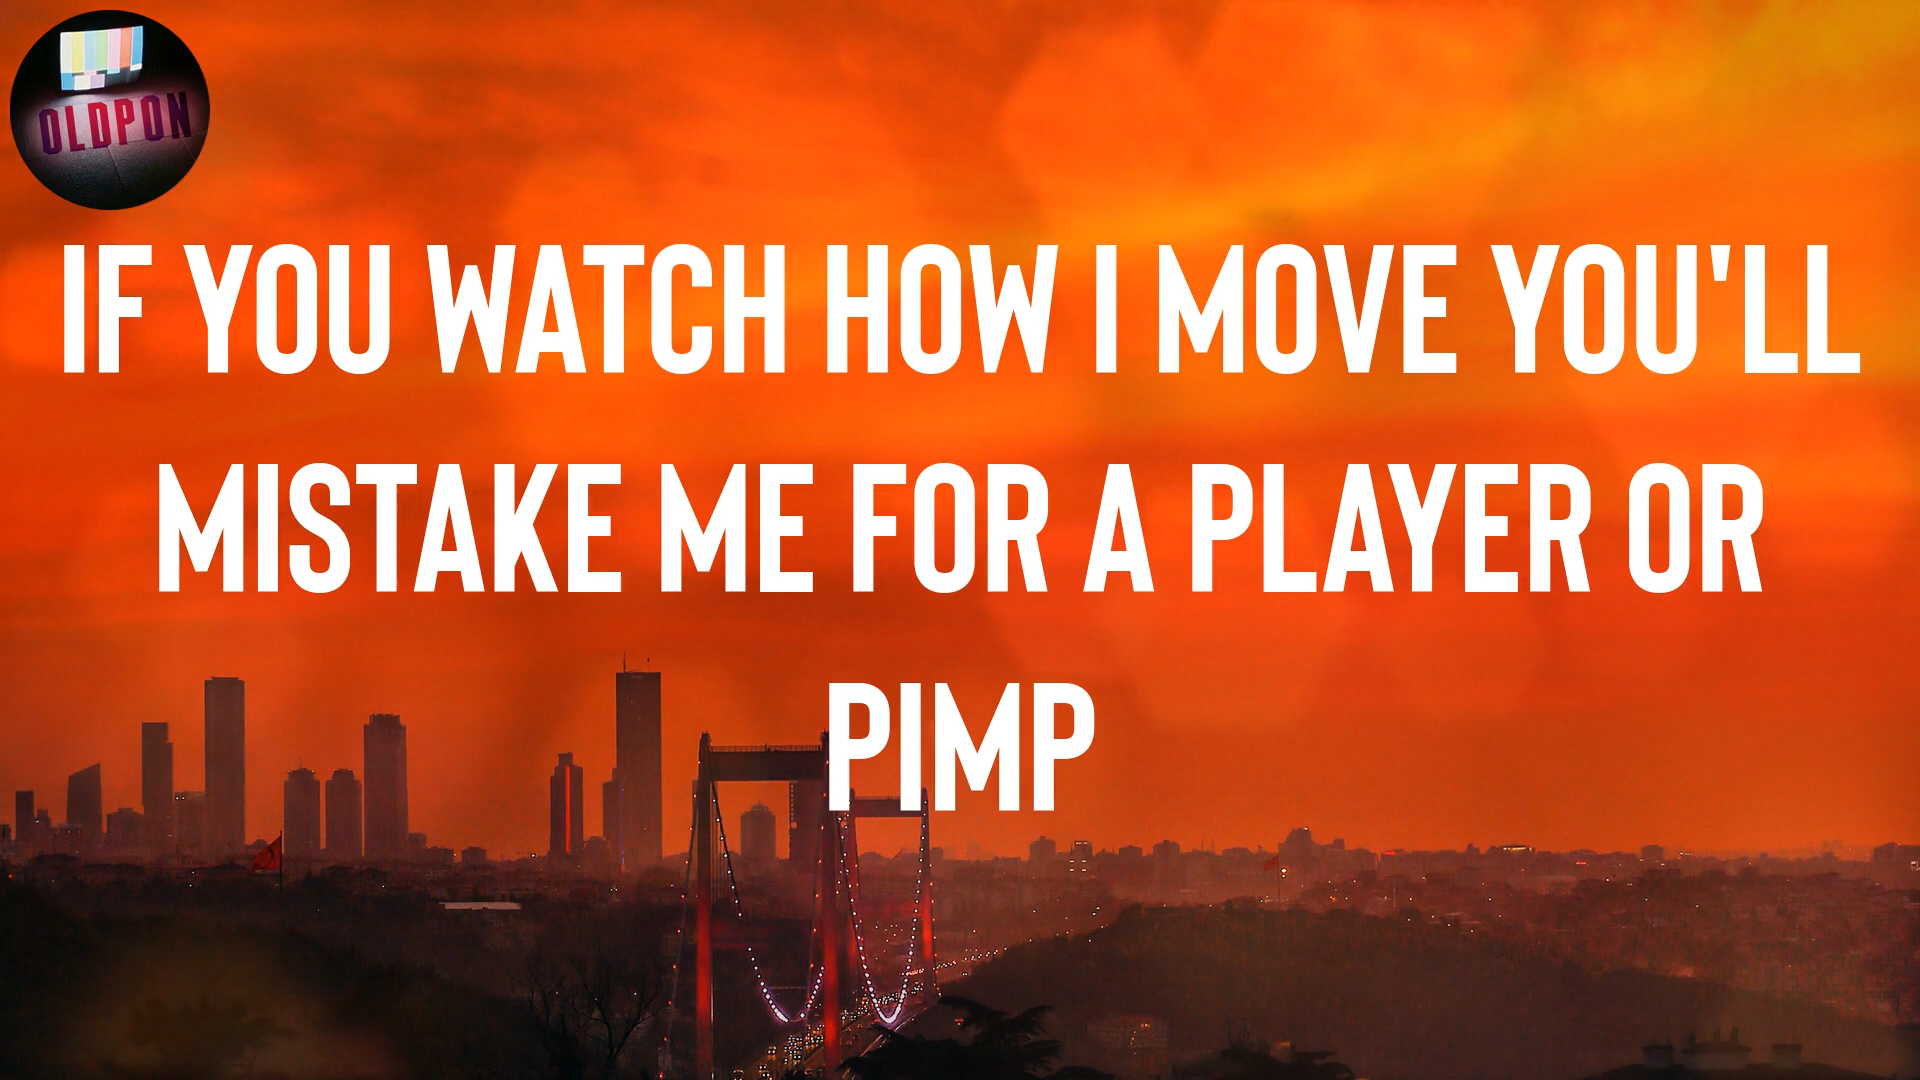 OLDPON
IF YOU WATCH HOW I MOVE YOU'LL
MISTAKE ME FOR A PLAYER OR
PIMP